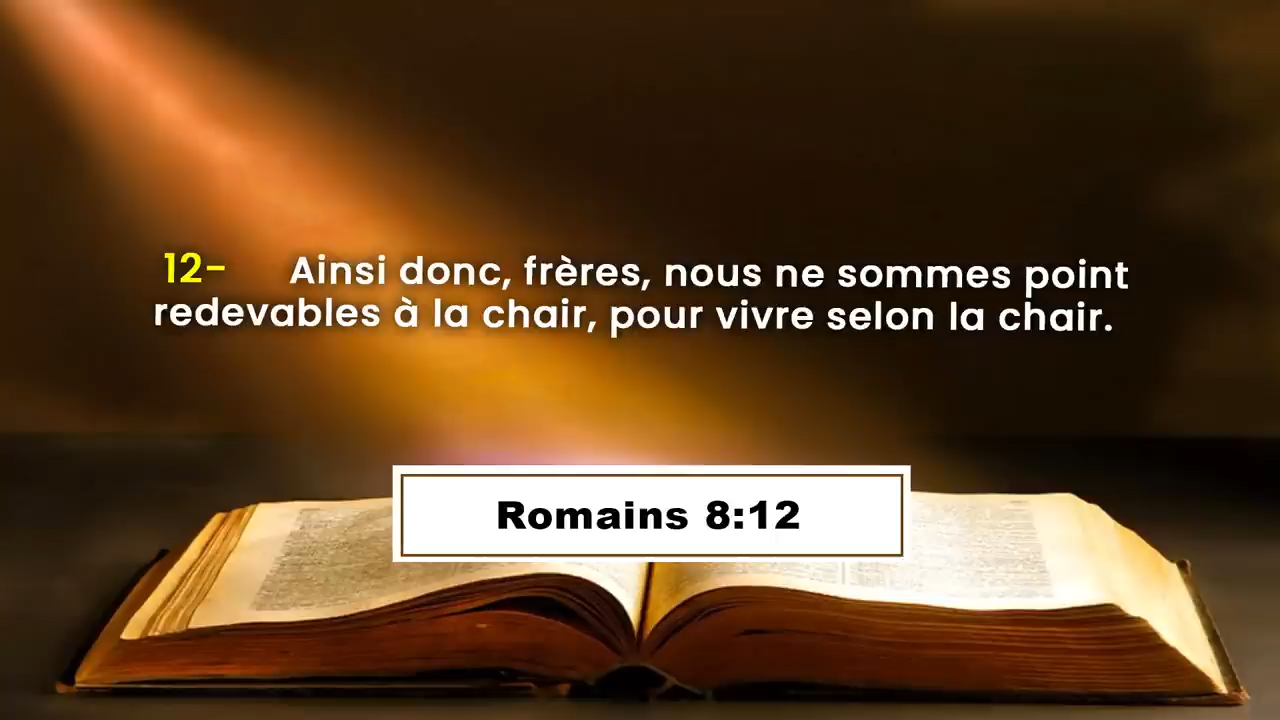 12- Ainsi donc, frères, nous ne sommes point
redevables à la chair, pour vivre selon la chair.
Romains 8:12